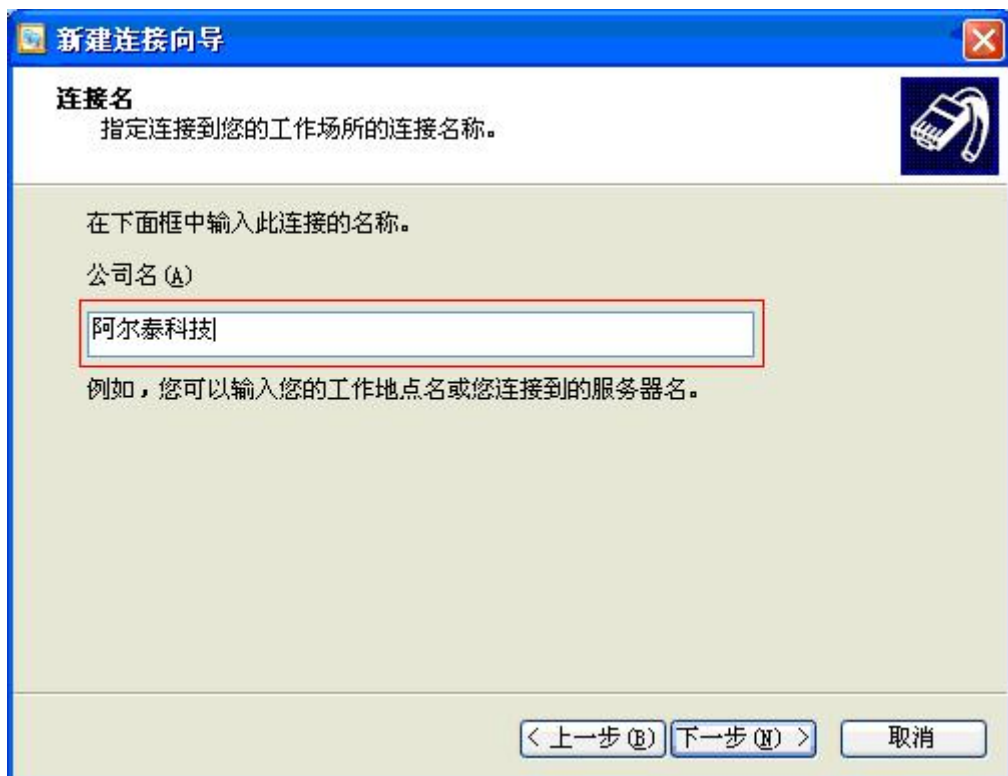 新建连接向导
连接名
指定连接到您的工作场所的连接名称。
在下面框中输入此连接的名称。
公司名(A)
阿尔泰科技
例如，您可以输入您的工作地点名或您连接到的服务器名。
< 上一步(B) 下一步(N) > 取消